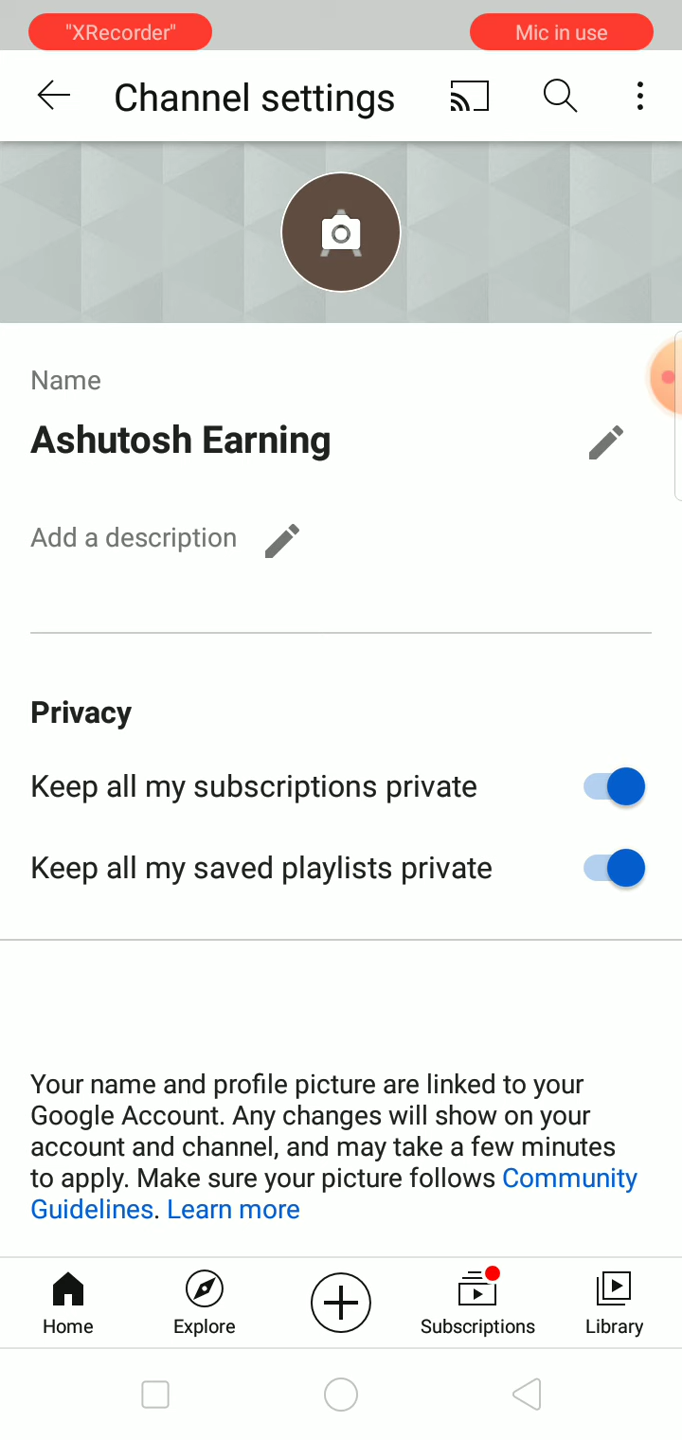 "XRecorder" Mic in use
Channel settings
Name
Ashutosh Earning
Add a description
Privacy
Keep all my subscriptions private
Keep all my saved playlists private
Your name and profile picture are linked to your
Google Account. Any changes will show on your
account and channel, and may take a few minutes
to apply. Make sure your picture follows Community
Guidelines. Learn more
Home Explore Subscriptions Library